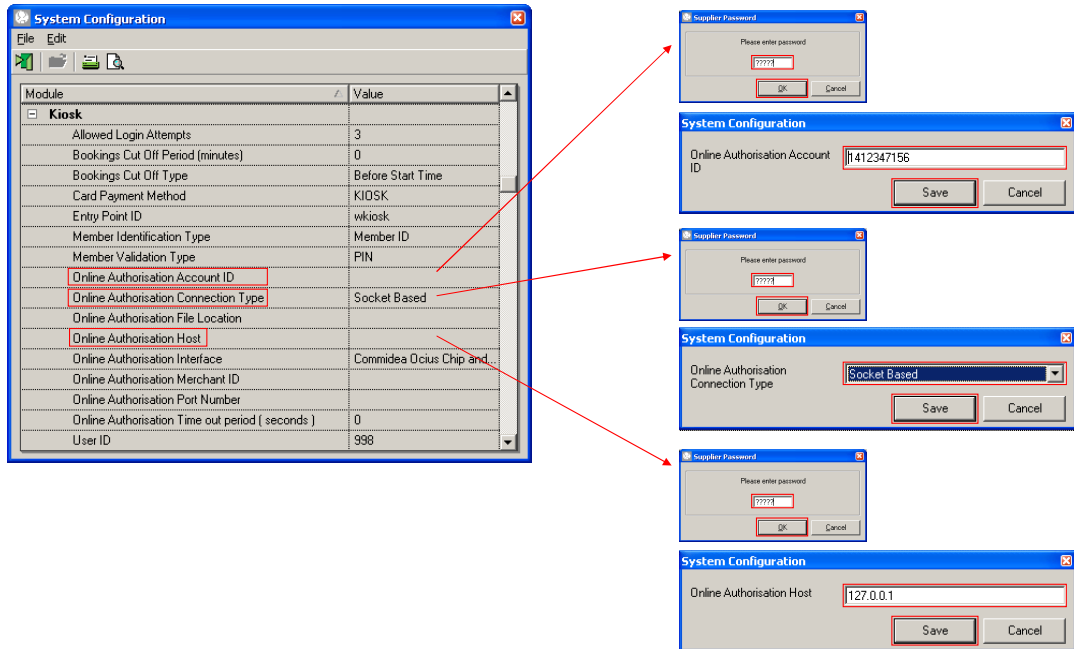 System Configuration
File Edit
Module Value
Kiosk
Allowed Login Attempts 3
Bookings Cut Off Period (minutes) 0
Bookings Cut Off Type Before Start Time
Card Payment Method KIOSK
Entry Point ID wkiosk
Member Identification Type Member ID
Member Validation Type PIN
Online Authorisation Account ID
Online Authorisation Connection Type Socket Based
Online Authorisation File Location
Online Authorisation Host
Online Authorisation Interface Commidea Ocius Chip and...
Online Authorisation Merchant ID
Online Authorisation Port Number
Online Authorisation Time out period ( seconds ) 0
User ID 998
Supplier Password
Please enter password
?????
OK Cancel
System Configuration
Online Authorisation Account
ID
1412347156
Save Cancel
Supplier Password
Please enter password
?????
OK Cancel
System Configuration
Online Authorisation
Connection Type
Socket Based
Save Cancel
Supplier Password
Please enter password
?????
OK Cancel
System Configuration
Online Authorisation Host 127.0.0.1
Save Cancel